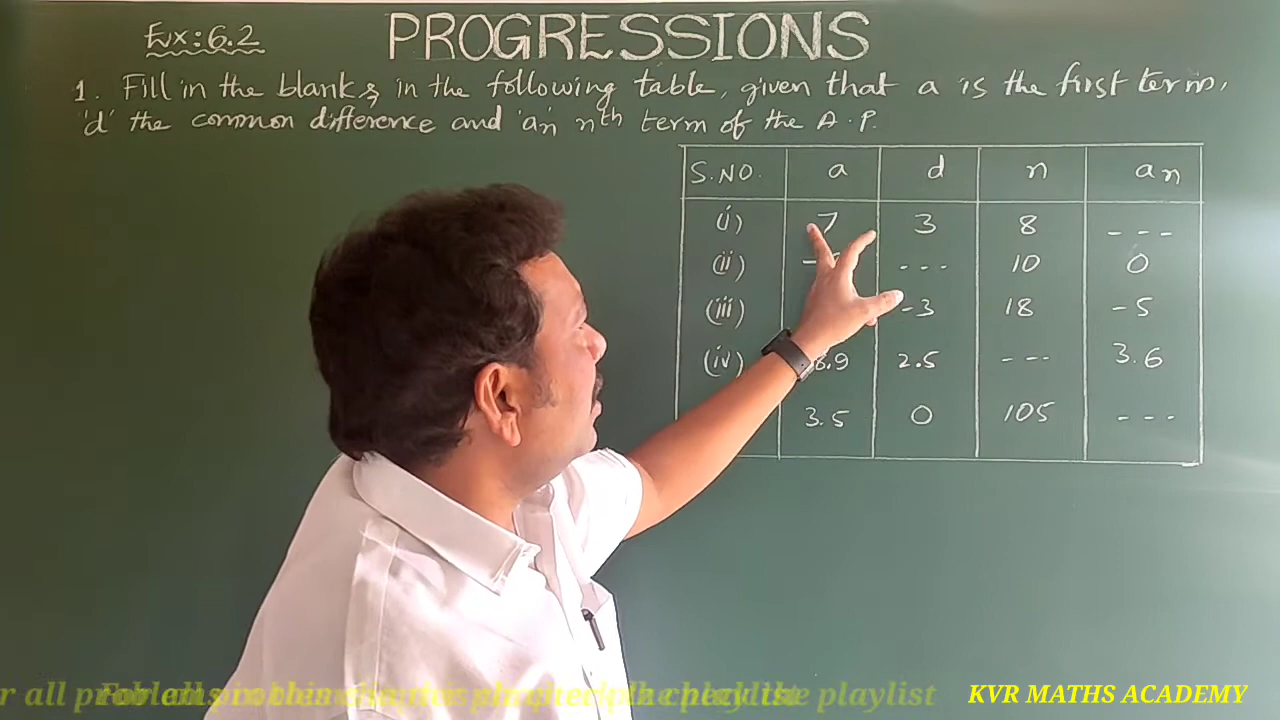 Ex: 6.2
PROGRESSIONS
1. Fill in the blanks in the following table, given that a is the first term,
'd' the common difference and 'an' nth term of the A.P.
S.NO. a d n an
(i) 7 3 8 ---
(ii) --- 10 0
(iii) -3 18 -5
(iv) 8.9 2.5 --- 3.6
3.5 0 105 ---
KVR MATHS ACADEMY